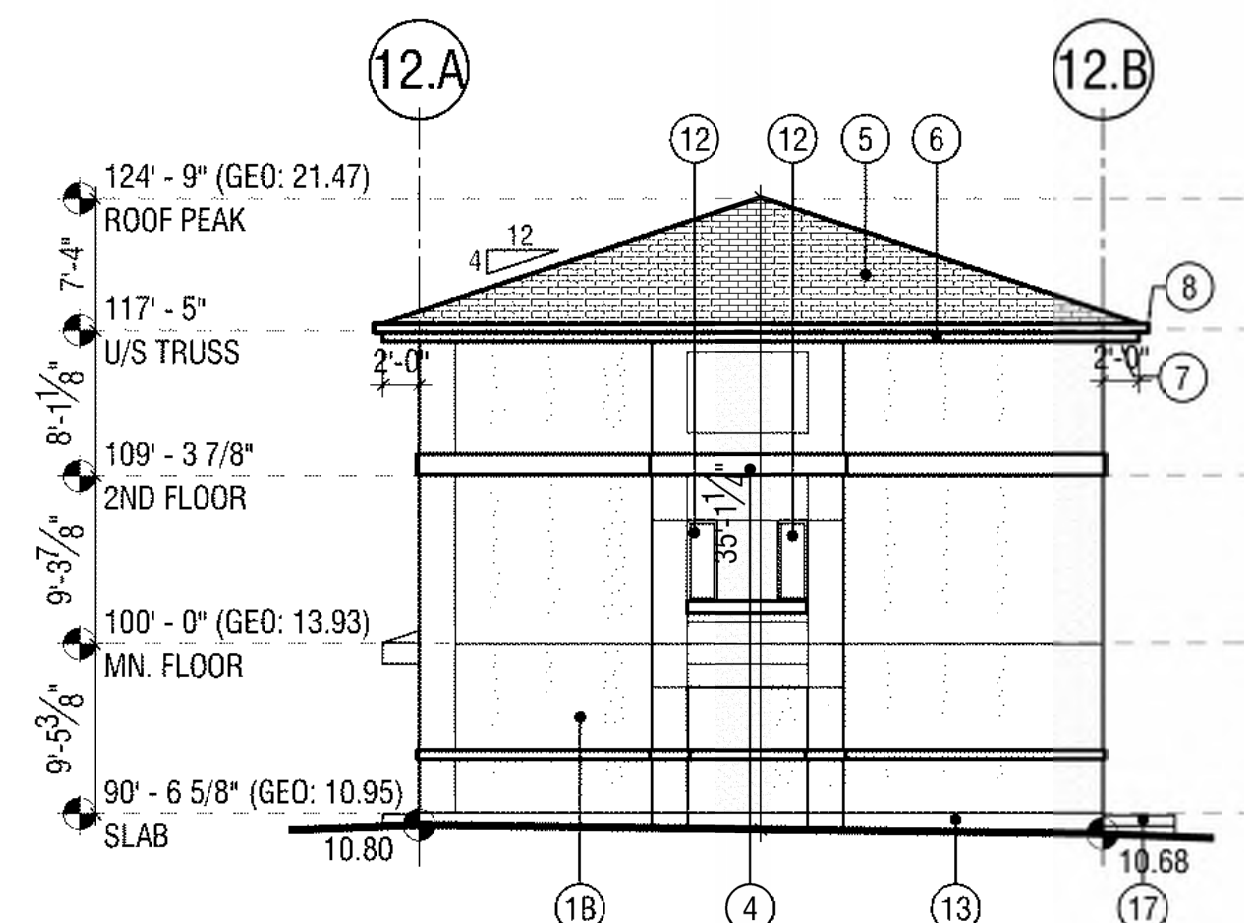 12.A
12.B
12
12
5
6
124' - 9" (GEO: 21.47)
ROOF PEAK
7'-4"
12
4
8
117' - 5"
U/S TRUSS
2'-0"
2'-0"
7
8'-1 1/8"
109' - 3 7/8"
2ND FLOOR
35'-1 1/4"
9'-3 7/8"
100' - 0" (GEO: 13.93)
MN. FLOOR
9'-5 3/8"
90' - 6 5/8" (GEO: 10.95)
SLAB
10.80
10.68
1B
4
13
17